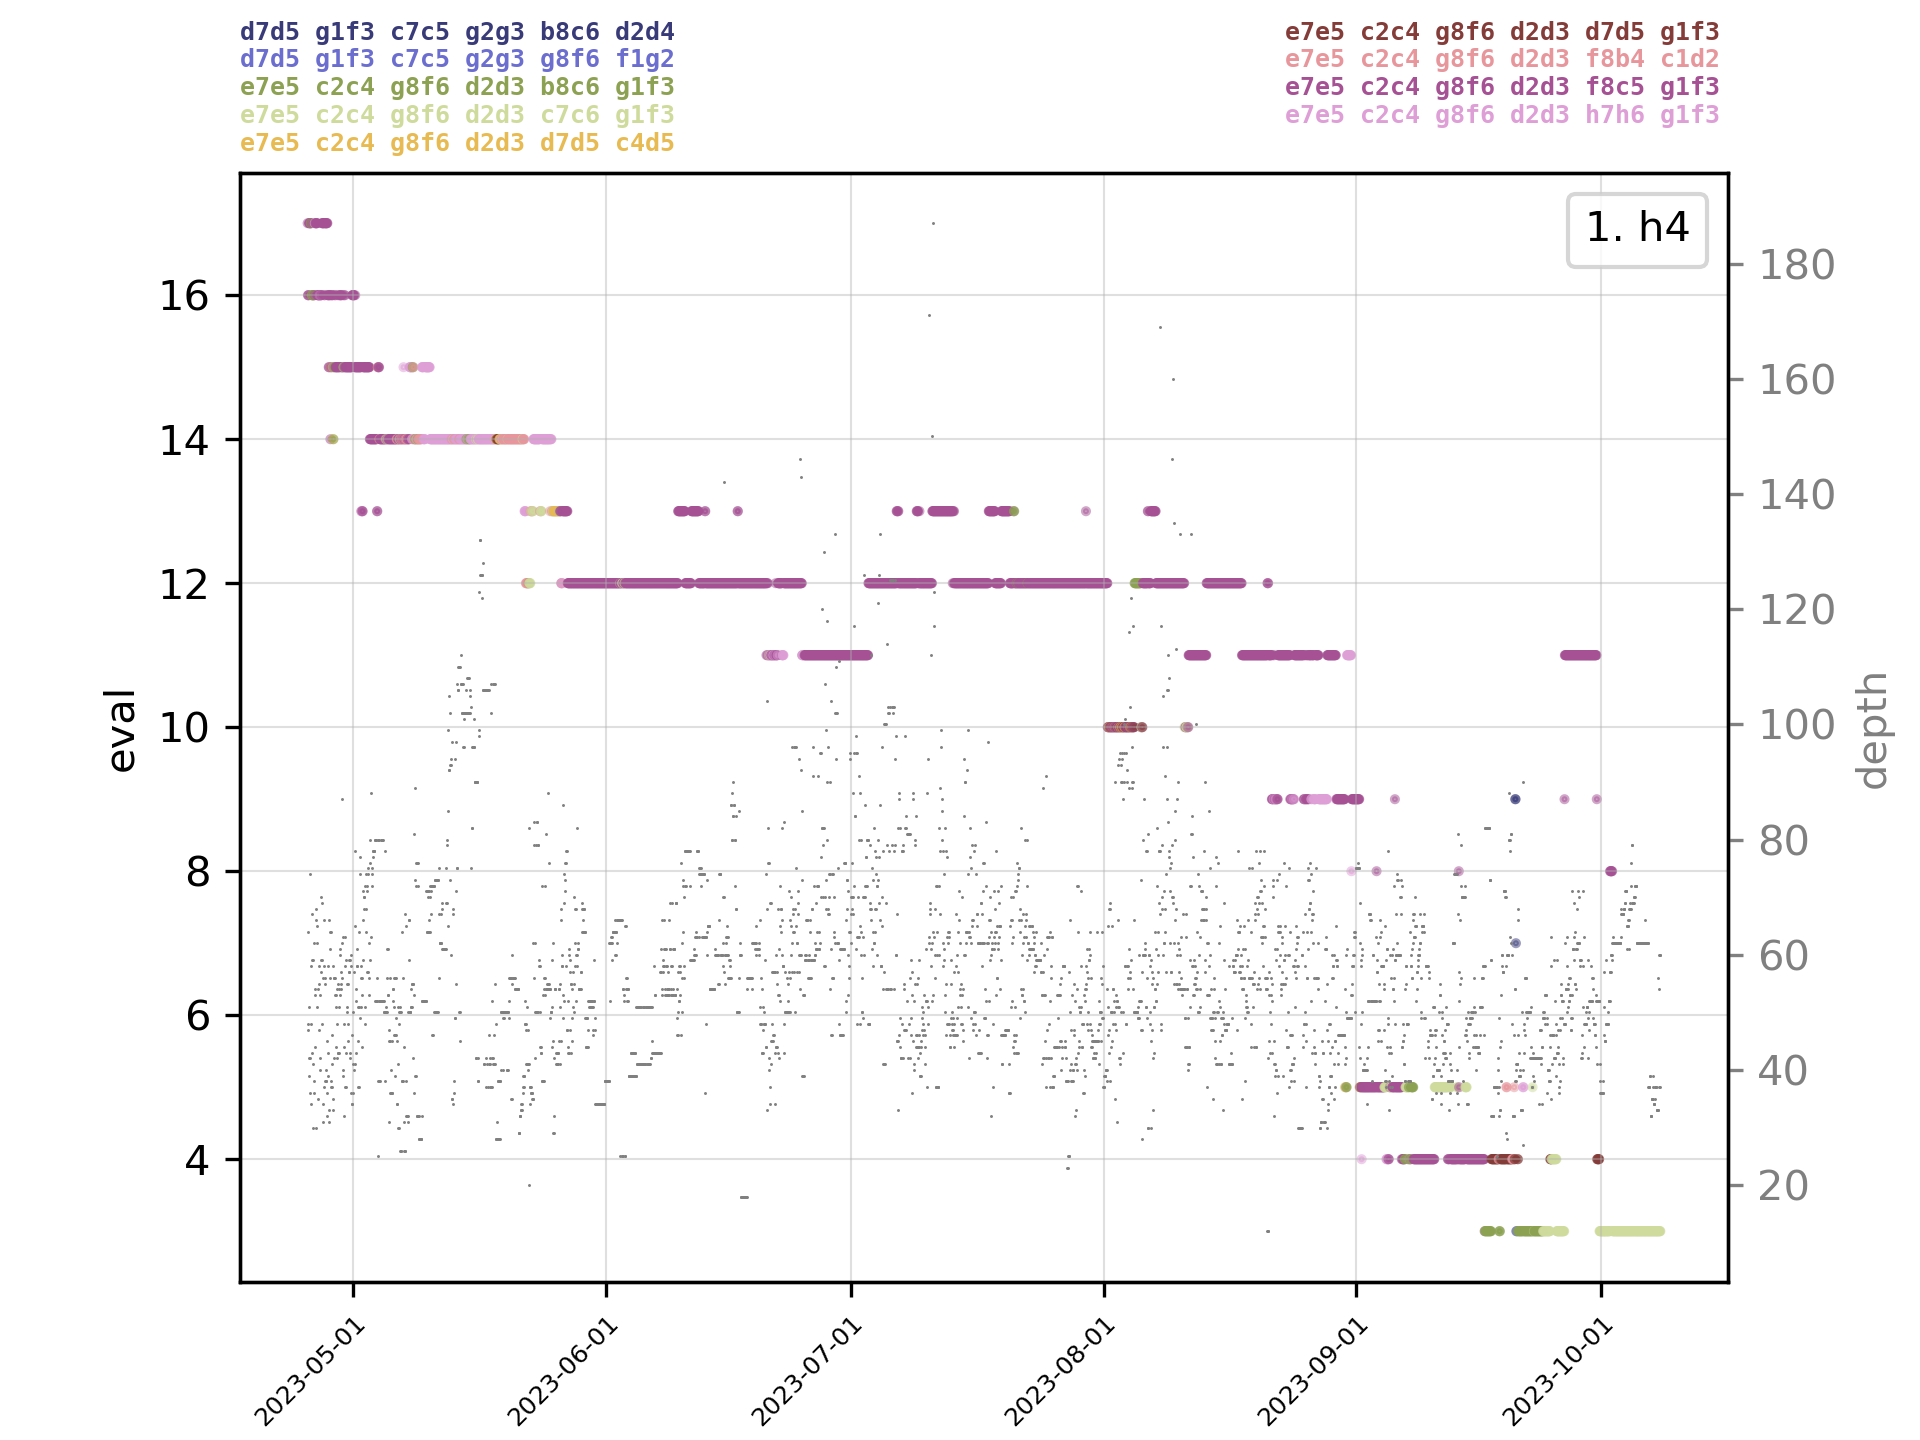 d7d5 g1f3 c7c5 g2g3 b8c6 d2d4
d7d5 g1f3 c7c5 g2g3 g8f6 f1g2
e7e5 c2c4 g8f6 d2d3 b8c6 g1f3
e7e5 c2c4 g8f6 d2d3 c7c6 g1f3
e7e5 c2c4 g8f6 d2d3 d7d5 c4d5
e7e5 c2c4 g8f6 d2d3 d7d5 g1f3
e7e5 c2c4 g8f6 d2d3 f8b4 c1d2
e7e5 c2c4 g8f6 d2d3 f8c5 g1f3
e7e5 c2c4 g8f6 d2d3 h7h6 g1f3
1. h4
16
14
12
10
8
6
4
eval
180
160
140
120
100
80
60
40
20
depth
2023-05-01
2023-06-01
2023-07-01
2023-08-01
2023-09-01
2023-10-01